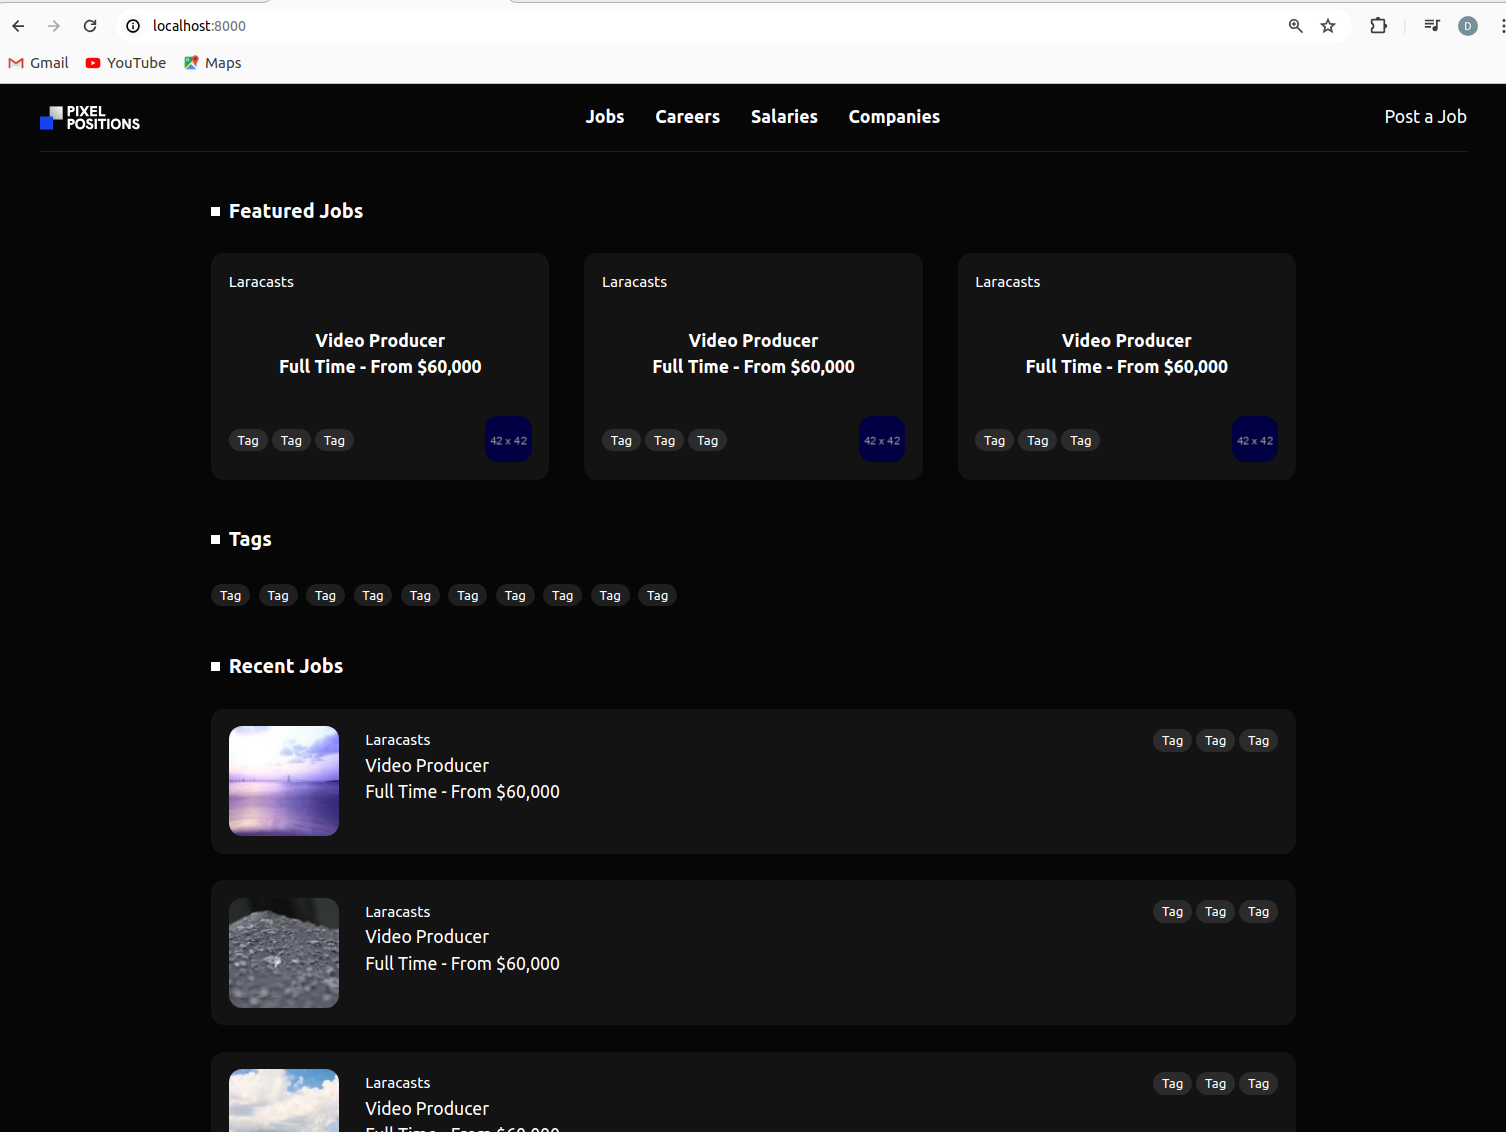 localhost:8000
D
Gmail YouTube Maps
PIXEL
POSITIONS
Jobs Careers Salaries Companies
Post a Job
Featured Jobs
Laracasts
Video Producer
Full Time - From $60,000
Tag Tag Tag
42 x 42
Laracasts
Video Producer
Full Time - From $60,000
Tag Tag Tag
42 x 42
Laracasts
Video Producer
Full Time - From $60,000
Tag Tag Tag
42 x 42
Tags
Tag Tag Tag Tag Tag Tag Tag Tag Tag Tag
Recent Jobs
Laracasts
Video Producer
Full Time - From $60,000
Tag Tag Tag
Laracasts
Video Producer
Full Time - From $60,000
Tag Tag Tag
Laracasts
Video Producer
Full Time - From $60,000
Tag Tag Tag